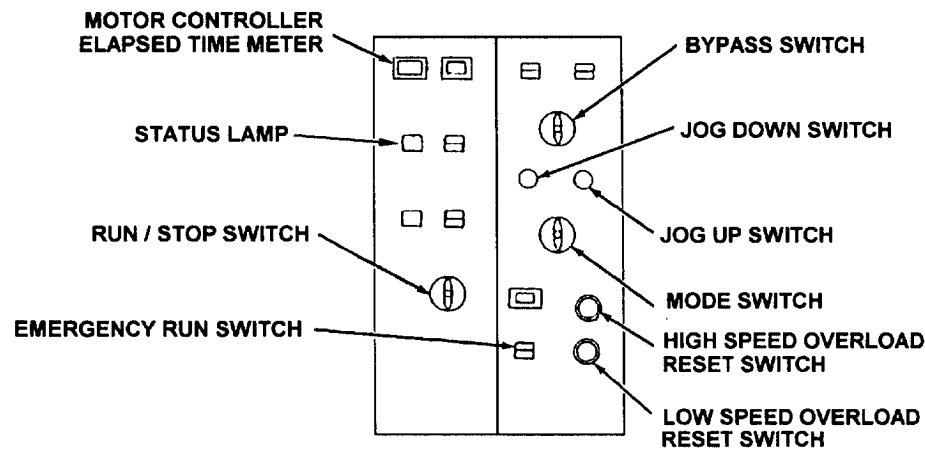 MOTOR CONTROLLER
ELAPSED TIME METER
STATUS LAMP
RUN / STOP SWITCH
EMERGENCY RUN SWITCH
BYPASS SWITCH
JOG DOWN SWITCH
JOG UP SWITCH
MODE SWITCH
HIGH SPEED OVERLOAD
RESET SWITCH
LOW SPEED OVERLOAD
RESET SWITCH